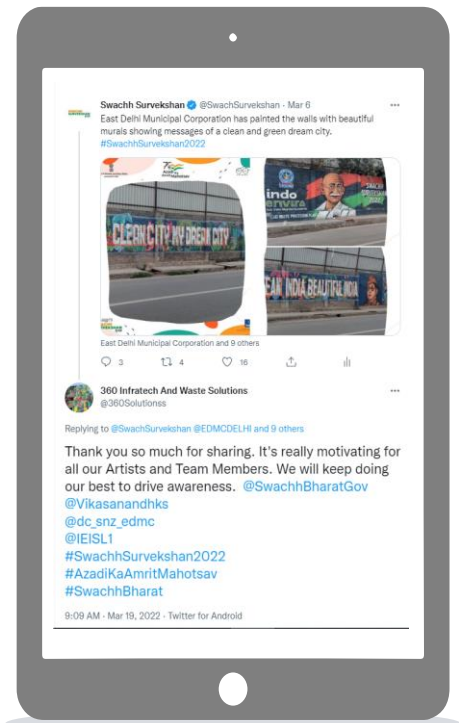 Swachh Survekshan @SwachSurvekshan · Mar 6
East Delhi Municipal Corporation has painted the walls with beautiful
murals showing messages of a clean and green dream city.
#SwachhSurvekshan2022
CLEAN CITY MY DREAM CITY
indo
enviro
SWACHH
SURVEKSHAN
2022
CLEAN INDIA BEAUTIFUL INDIA
East Delhi Municipal Corporation and 9 others
3 4 16
360 Infratech And Waste Solutions
@360Solutionss
Replying to @SwachSurvekshan @EDMCDELHI and 9 others
Thank you so much for sharing. It's really motivating for
all our Artists and Team Members. We will keep doing
our best to drive awareness. @SwachhBharatGov
@Vikasanandhks
@dc_snz_edmc
@IEISL1
#SwachhSurvekshan2022
#AzadiKaAmritMahotsav
#SwachhBharat
9:09 AM · Mar 19, 2022 · Twitter for Android